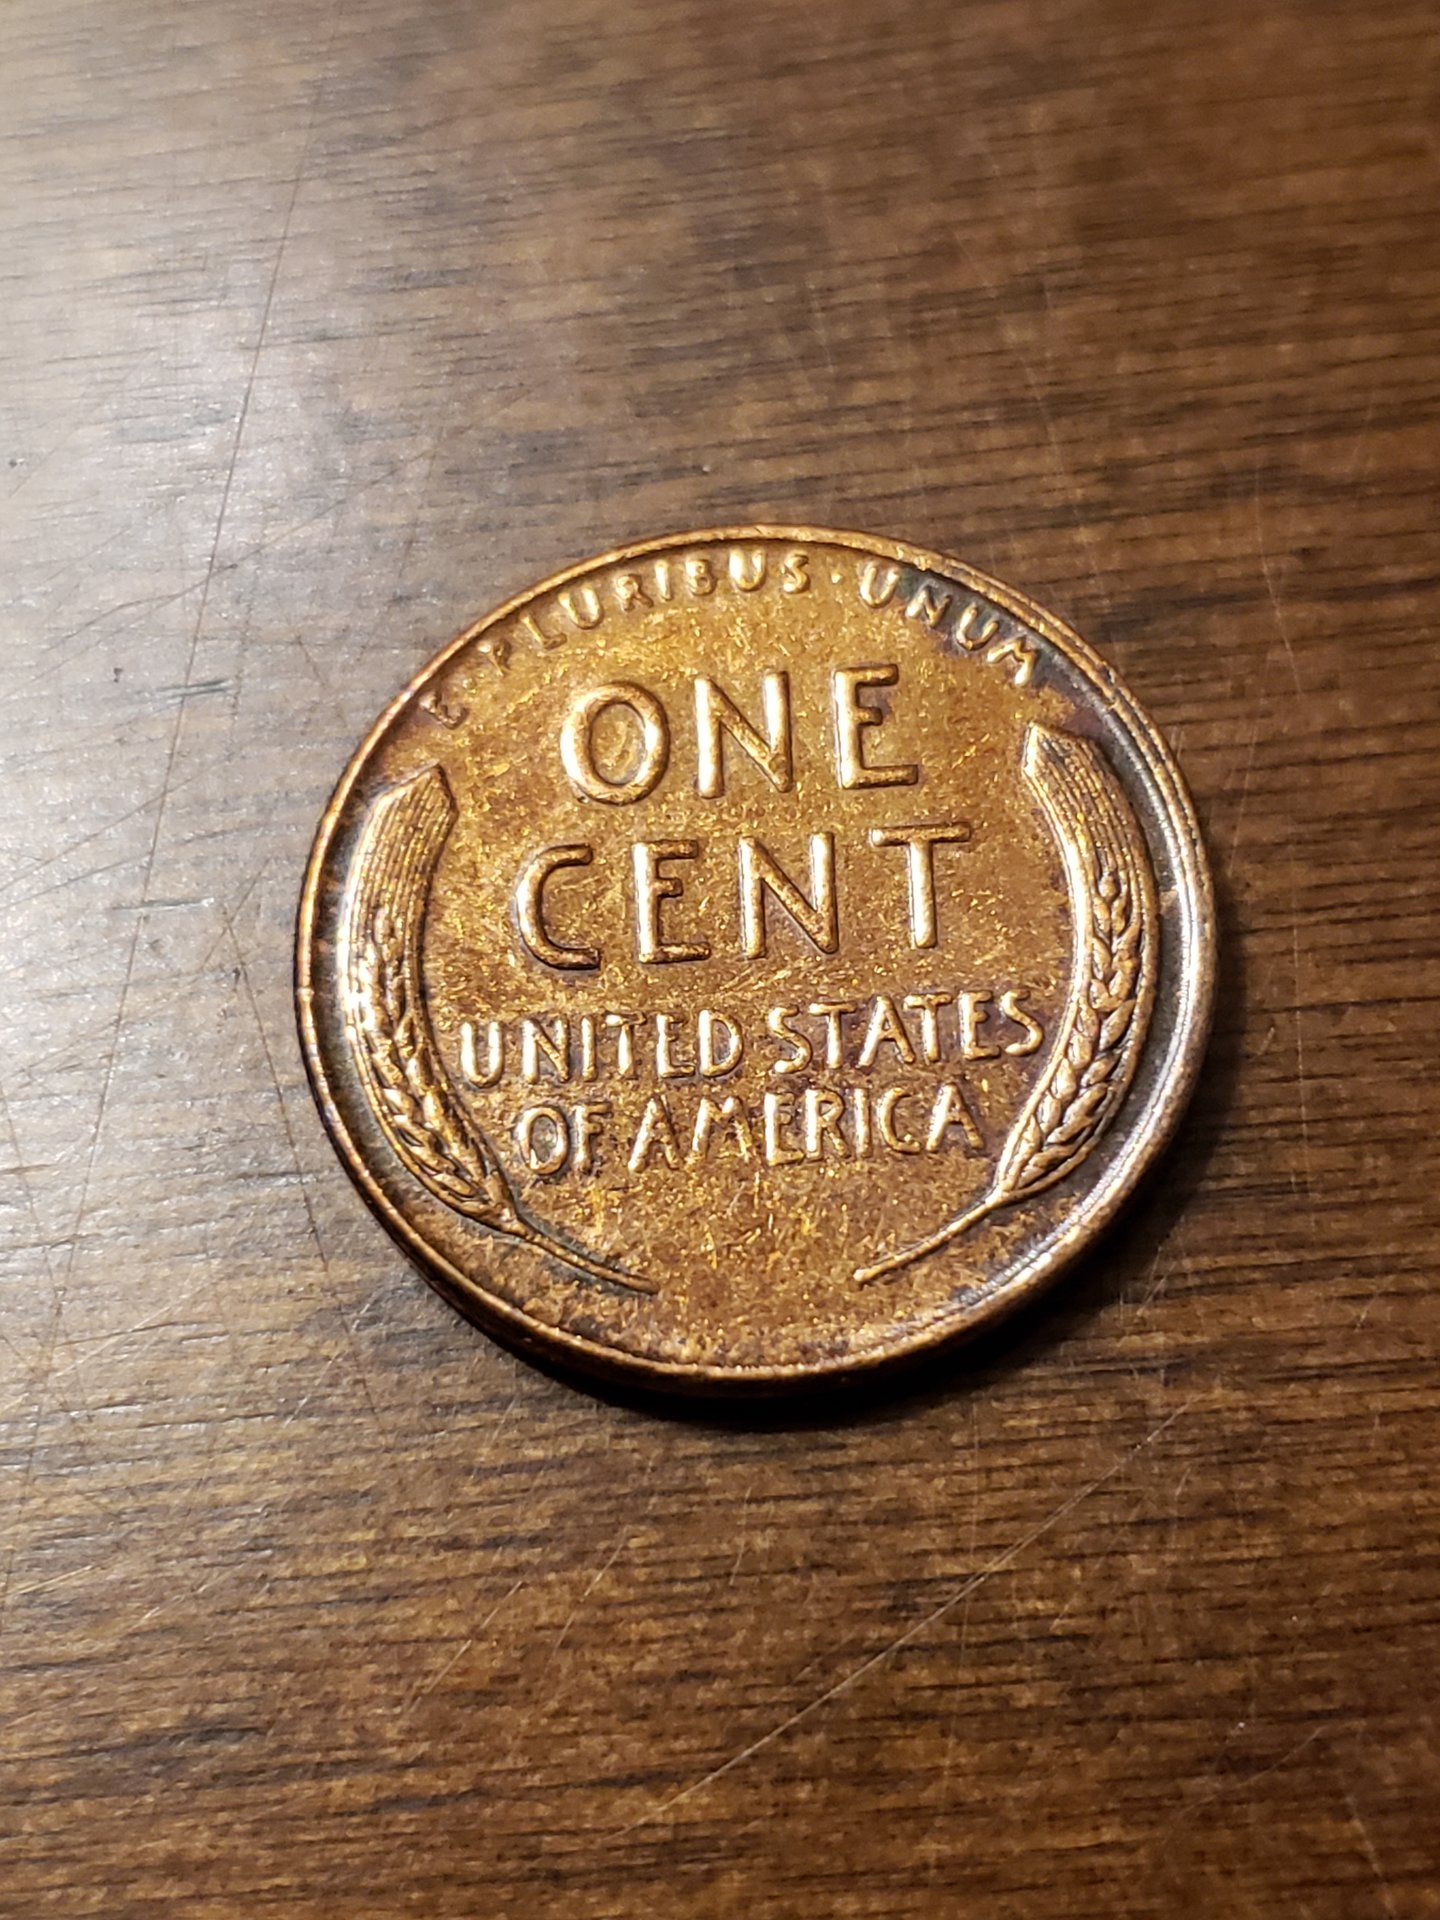 E·PLURIBUS·UNUM
ONE
CENT
UNITED STATES
OF AMERICA